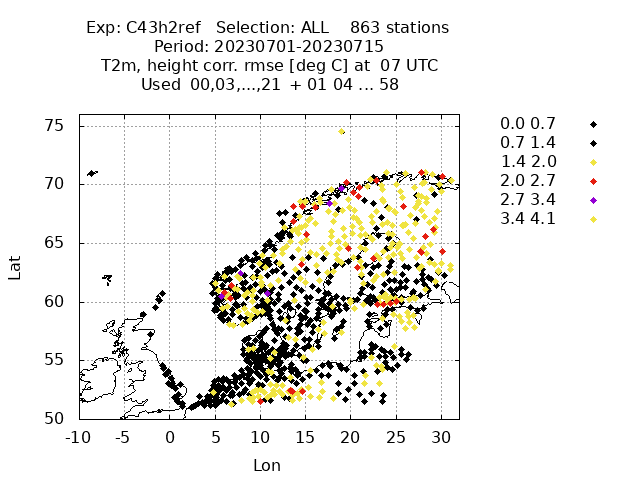 Exp: C43h2ref   Selection: ALL    863 stations
Period: 20230701-20230715
T2m, height corr. rmse [deg C] at  07 UTC
Used  00,03,...,21  + 01 04 ... 58
75
70
65
60
55
50
Lat
-10 -5 0 5 10 15 20 25 30
Lon
0.0 0.7
0.7 1.4
1.4 2.0
2.0 2.7
2.7 3.4
3.4 4.1